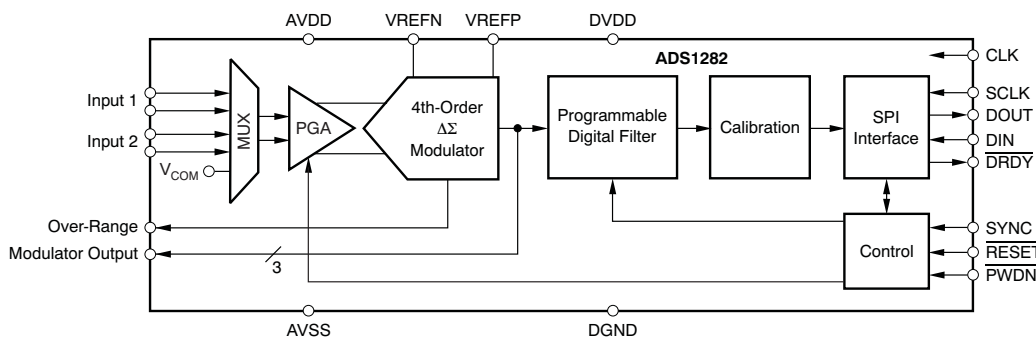 AVDD
VREFN
VREFP
DVDD
ADS1282
CLK
Input 1
Input 2
VCOM
MUX
PGA
4th-Order
ΔΣ
Modulator
Programmable
Digital Filter
Calibration
SPI
Interface
SCLK
DOUT
DIN
DRDY
Over-Range
Modulator Output
3
Control
SYNC
RESET
PWDN
AVSS
DGND